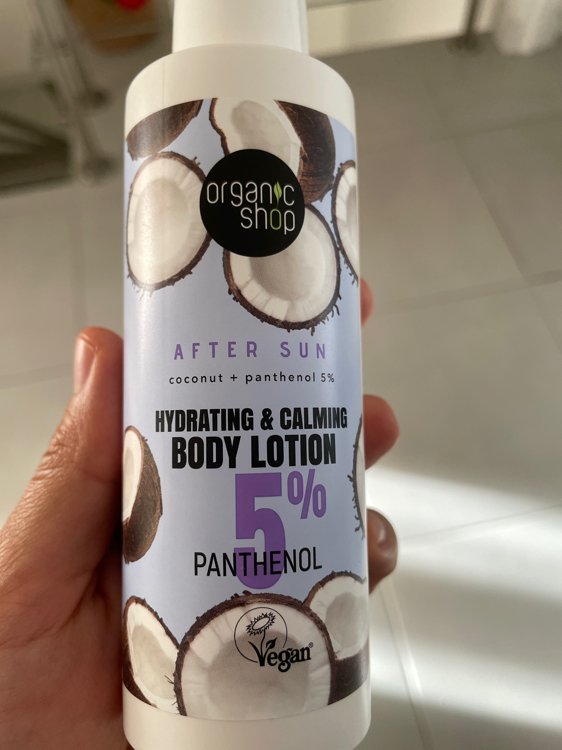 organic
shop
AFTER SUN
coconut + panthenol 5%
HYDRATING & CALMING
BODY LOTION
5%
PANTHENOL
Vegan®